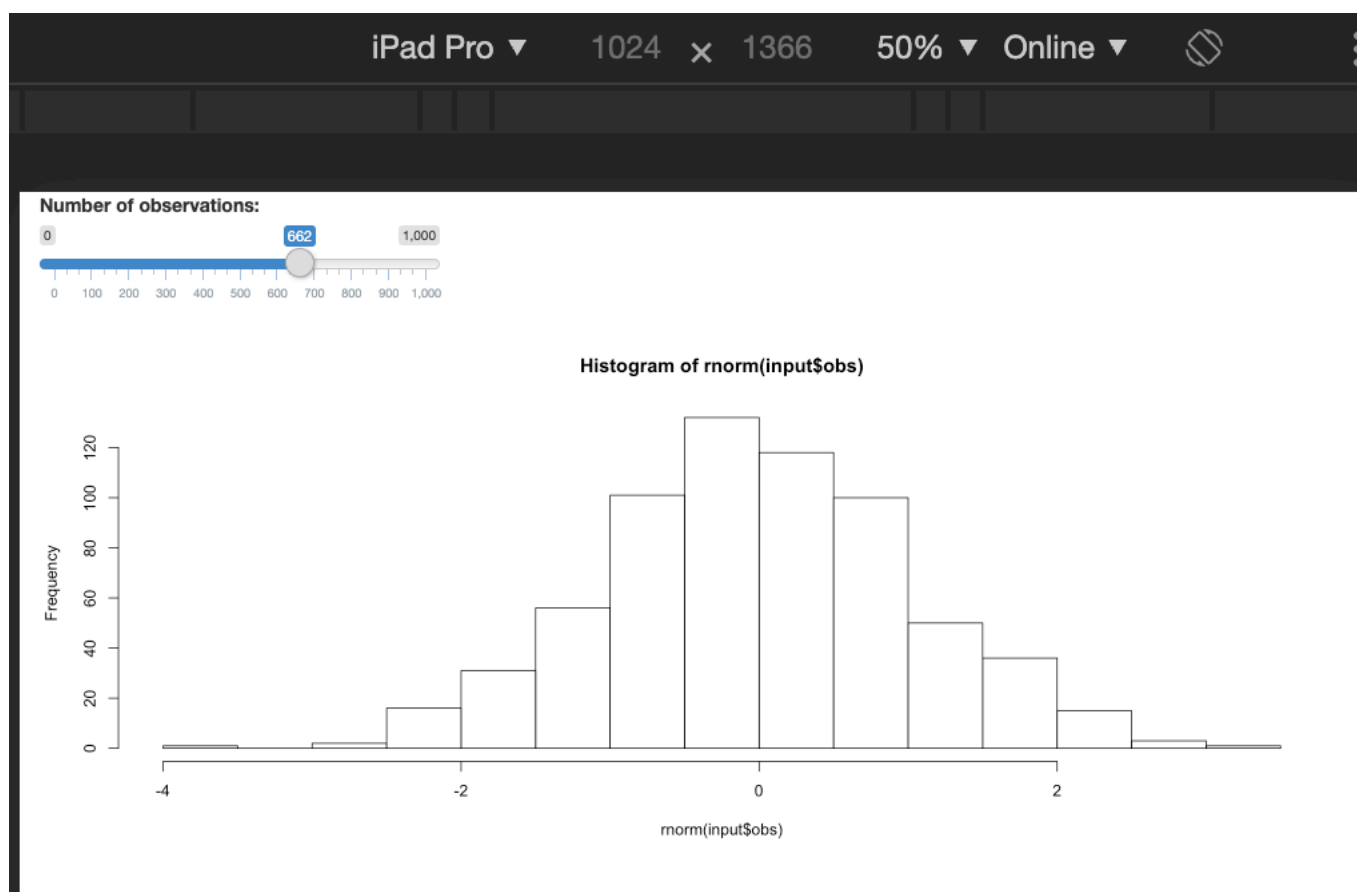 iPad Pro ▼ 1024 × 1366 50% ▼ Online ▼
Number of observations:
0 662 1,000
0 100 200 300 400 500 600 700 800 900 1,000
Histogram of rnorm(input$obs)
Frequency
120
100
80
60
40
20
0
-4 -2 0 2
rnorm(input$obs)